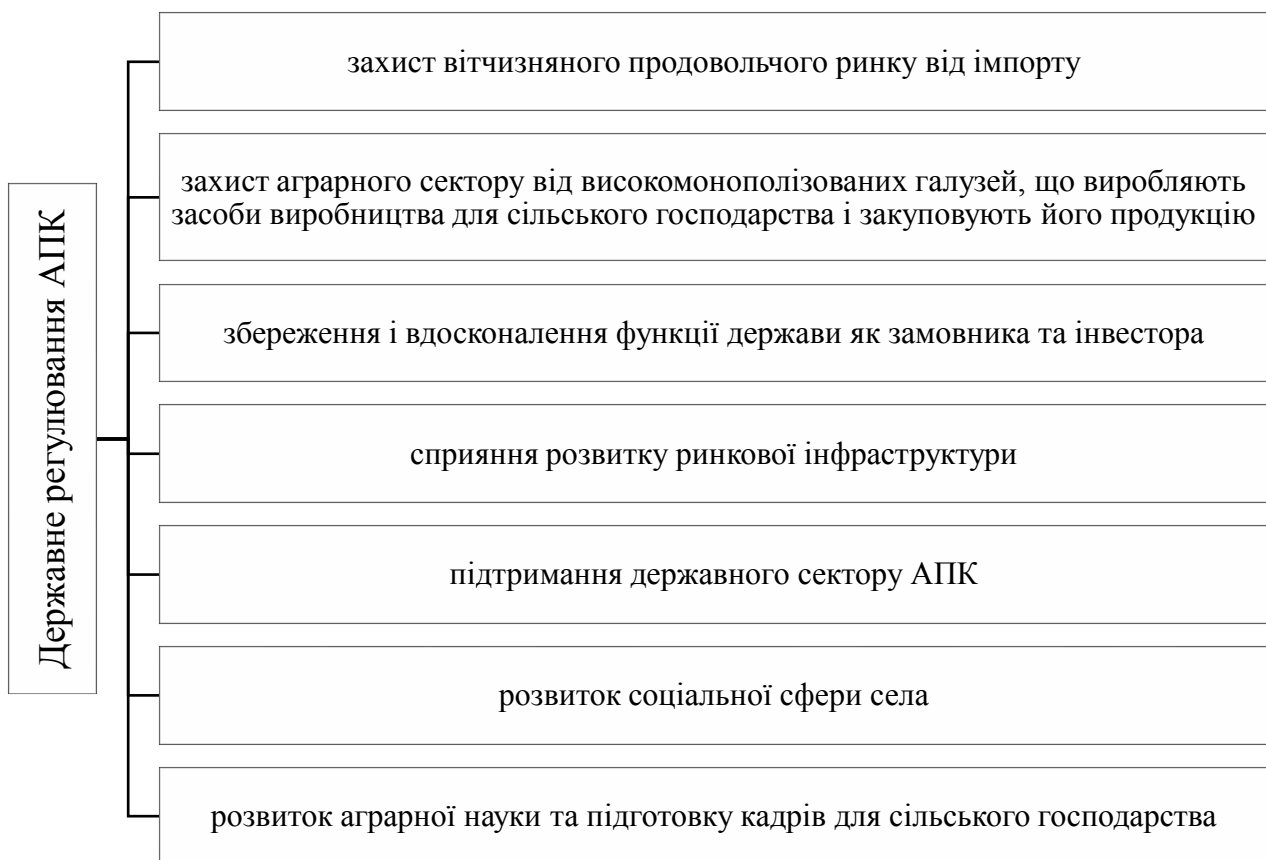 Державне регулювання АПК
захист вітчизняного продовольчого ринку від імпорту
захист аграрного сектору від високомонополізованих галузей, що виробляють
засоби виробництва для сільського господарства і закуповують його продукцію
збереження і вдосконалення функції держави як замовника та інвестора
сприяння розвитку ринкової інфраструктури
підтримання державного сектору АПК
розвиток соціальної сфери села
розвиток аграрної науки та підготовку кадрів для сільського господарства